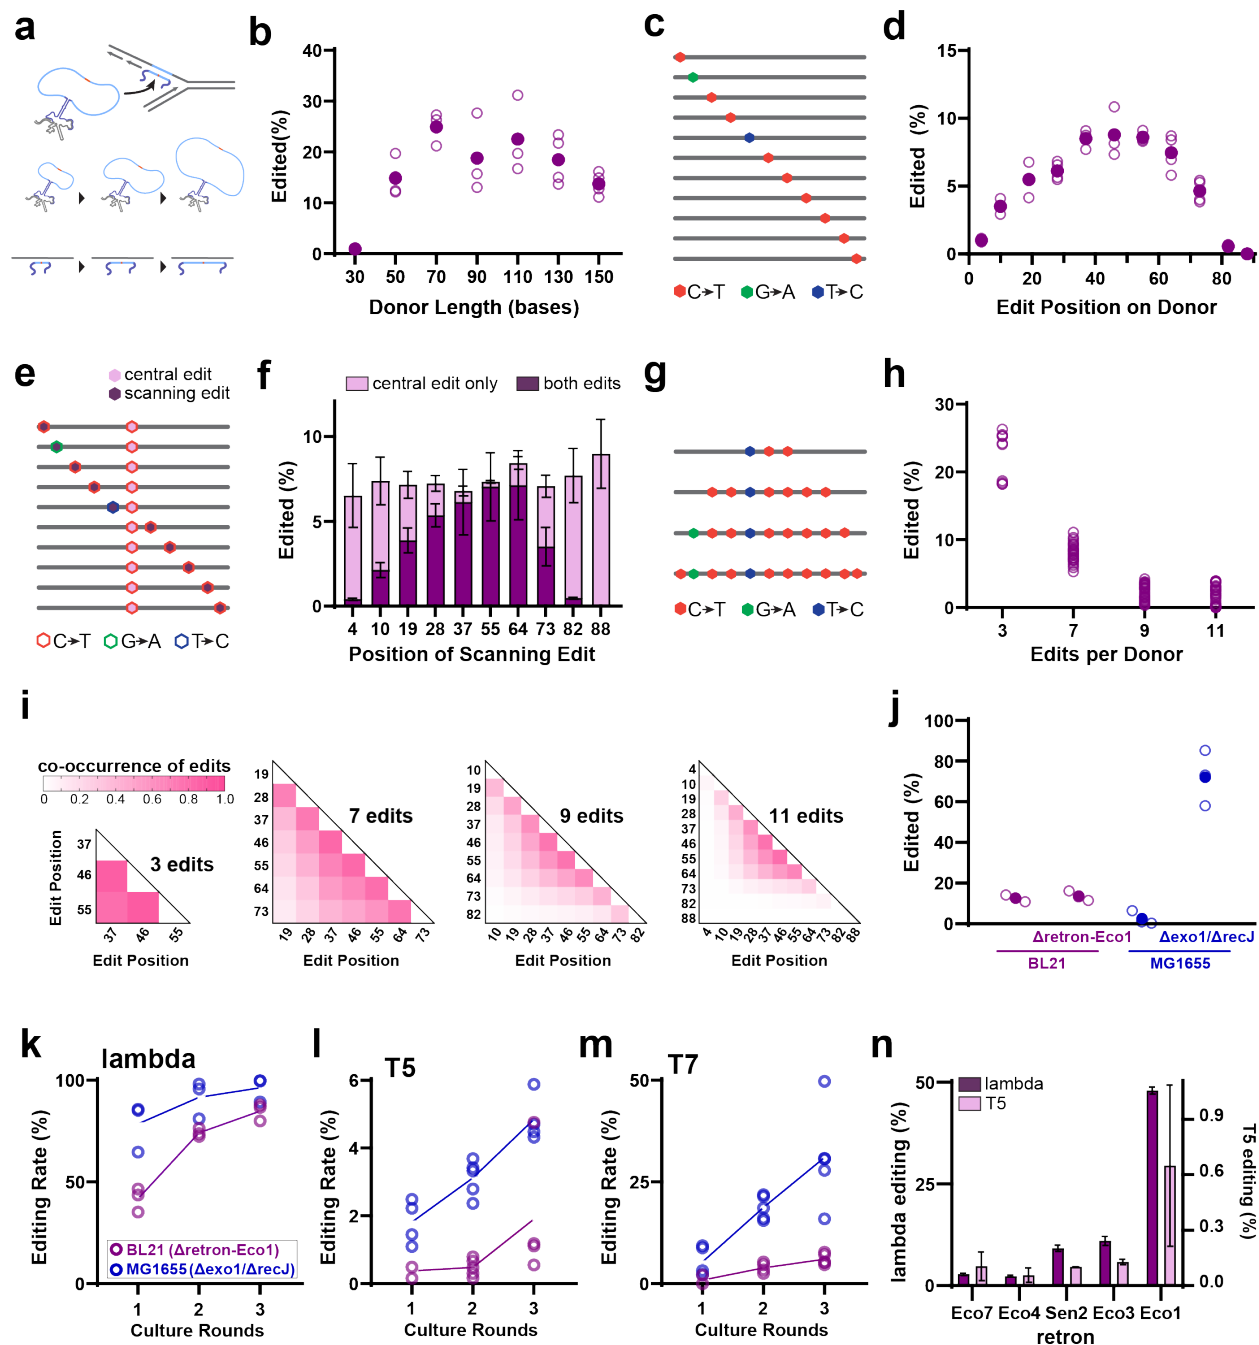 a
b
40
30
20
10
0
Edited(%)
30 50 70 90 110 130 150
Donor Length (bases)
c
C➔T G➔A T➔C
d
15
10
5
0
Edited (%)
0 20 40 60 80
Edit Position on Donor
e
central edit
scanning edit
C➔T G➔A T➔C
f
central edit only both edits
10
5
0
Edited (%)
4 10 19 28 37 55 64 73 82 88
Position of Scanning Edit
g
C➔T G➔A T➔C
h
30
20
10
0
Edited (%)
3 7 9 11
Edits per Donor
i
co-occurrence of edits
0 0.2 0.4 0.6 0.8 1.0
3 edits
37
46
55
Edit Position
37 46 55
Edit Position
7 edits
19
28
37
46
55
64
73
19 28 37 46 55 64 73
Edit Position
9 edits
10
19
28
37
46
55
64
73
82
10 19 28 37 46 55 64 73 82
Edit Position
11 edits
4
10
19
28
37
46
55
64
73
82
88
4 10 19 28 37 46 55 64 73 82 88
Edit Position
j
100
80
60
40
20
0
Edited (%)
Δretron-Eco1 Δexo1/ΔrecJ
BL21 MG1655
k
lambda
100
50
0
Editing Rate (%)
BL21 (Δretron-Eco1)
MG1655 (Δexo1/ΔrecJ)
1 2 3
Culture Rounds
l
T5
6
4
2
0
Editing Rate (%)
1 2 3
Culture Rounds
m
T7
50
25
0
Editing Rate (%)
1 2 3
Culture Rounds
n
lambda
T5
50
25
0
lambda editing (%)
0.9
0.6
0.3
0.0
T5 editing (%)
Eco7 Eco4 Sen2 Eco3 Eco1
retron